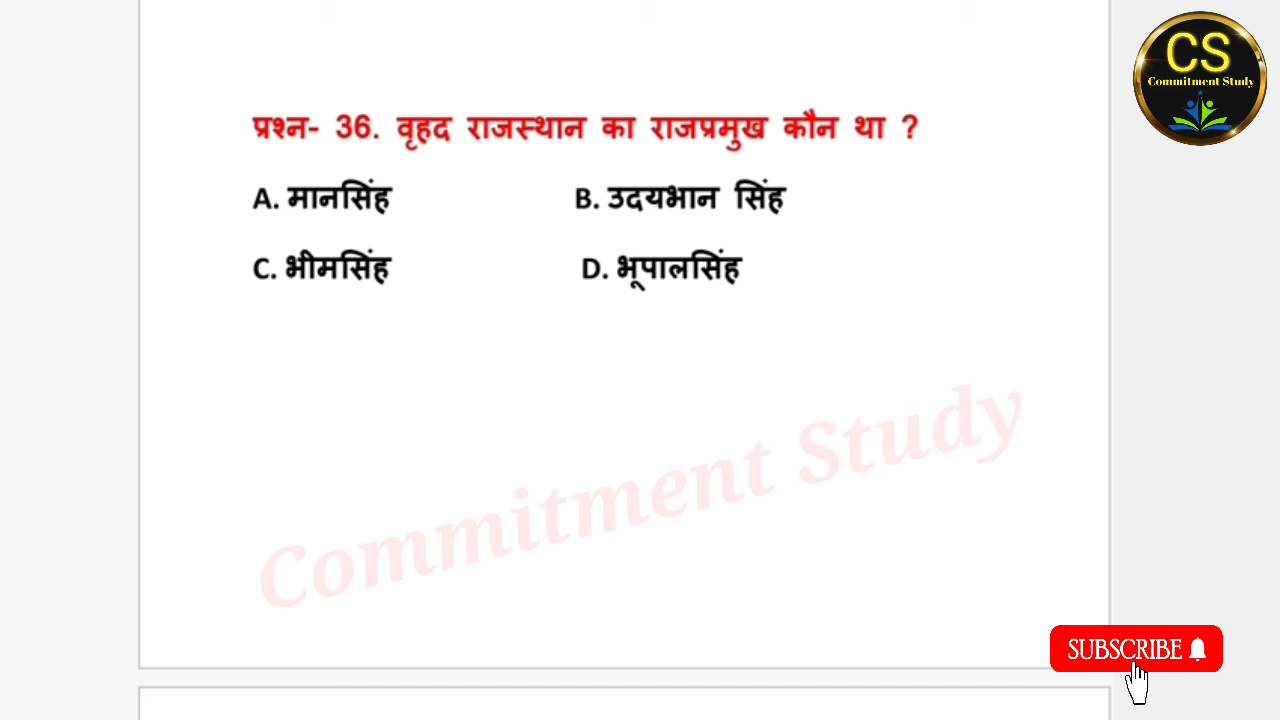 CS
Commitment Study
प्रश्न- 36. वृहद राजस्थान का राजप्रमुख कौन था ?
A. मानसिंह B. उदयभान सिंह
C. भीमसिंह D. भूपालसिंह
Commitment Study
SUBSCRIBE